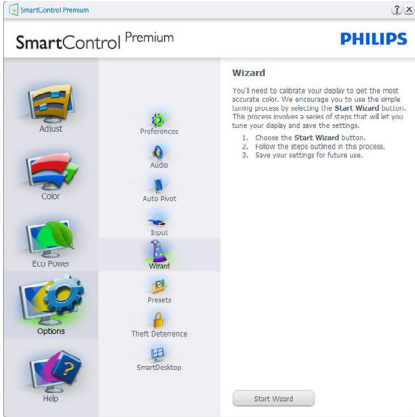 SmartControl Premium
SmartControl Premium
PHILIPS
Adjust
Color
Eco Power
Options
Help
Preferences
Audio
Auto Pivot
Input
Wizard
Presets
Theft Deterrence
SmartDesktop
Wizard
You'll need to calibrate your display to get the most
accurate color. We encourage you to use the simple
tuning process by selecting the Start Wizard button.
This process involves a series of steps that will let you
tune your display and save the settings.
1. Choose the Start Wizard button.
2. Follow the steps outlined in this process.
3. Save your settings for future use.
Start Wizard